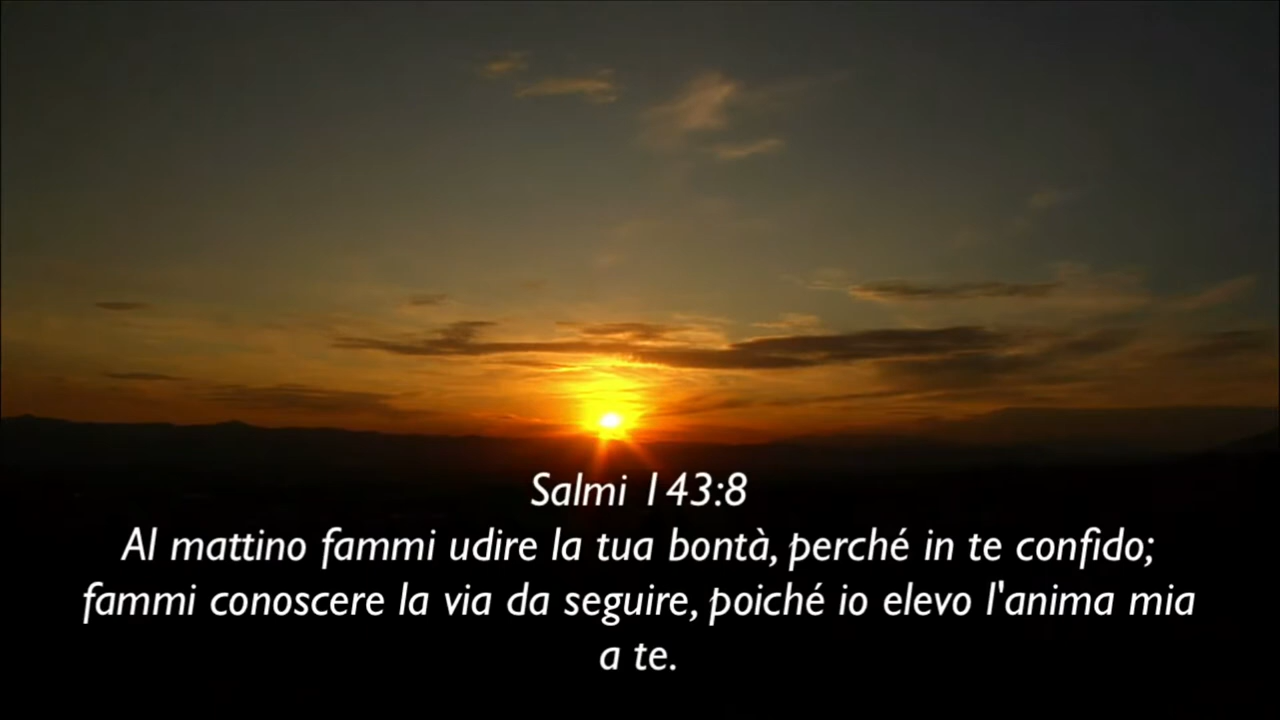 Salmi 143:8
Al mattino fammi udire la tua bontà, perché in te confido;
fammi conoscere la via da seguire, poiché io elevo l'anima mia
a te.